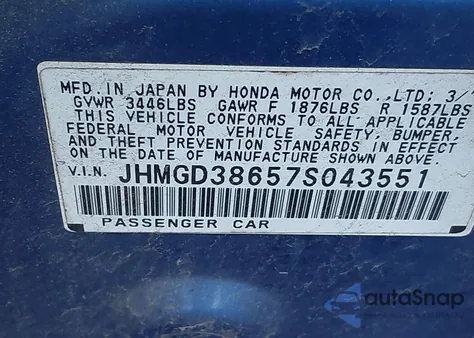 MFD. IN JAPAN BY HONDA MOTOR CO.,LTD: 3/
GVWR 3446LBS GAWR F 1876LBS R 1587LBS
THIS VEHICLE CONFORMS TO ALL APPLICABLE
FEDERAL MOTOR VEHICLE SAFETY, BUMPER,
AND THEFT PREVENTION STANDARDS IN EFFECT
ON DATE OF MANUFACTURE SHOWN ABOVE.
V.I.N. JHMGD38657S043551
PASSENGER CAR
autoSnap